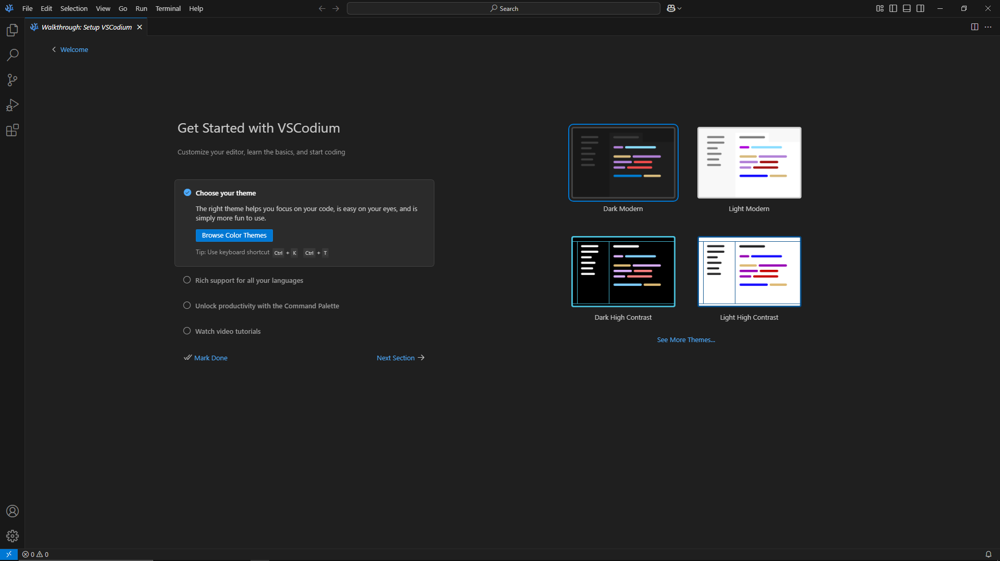 File Edit Selection View Go Run Terminal Help
Search
Walkthrough: Setup VSCodium
Welcome
Get Started with VSCodium
Customize your editor, learn the basics, and start coding
Choose your theme
The right theme helps you focus on your code, is easy on your eyes, and is
simply more fun to use.
Browse Color Themes
Tip: Use keyboard shortcut Ctrl + K Ctrl + T
Rich support for all your languages
Unlock productivity with the Command Palette
Watch video tutorials
Mark Done
Next Section
Dark Modern
Light Modern
Dark High Contrast
Light High Contrast
See More Themes...
0 0